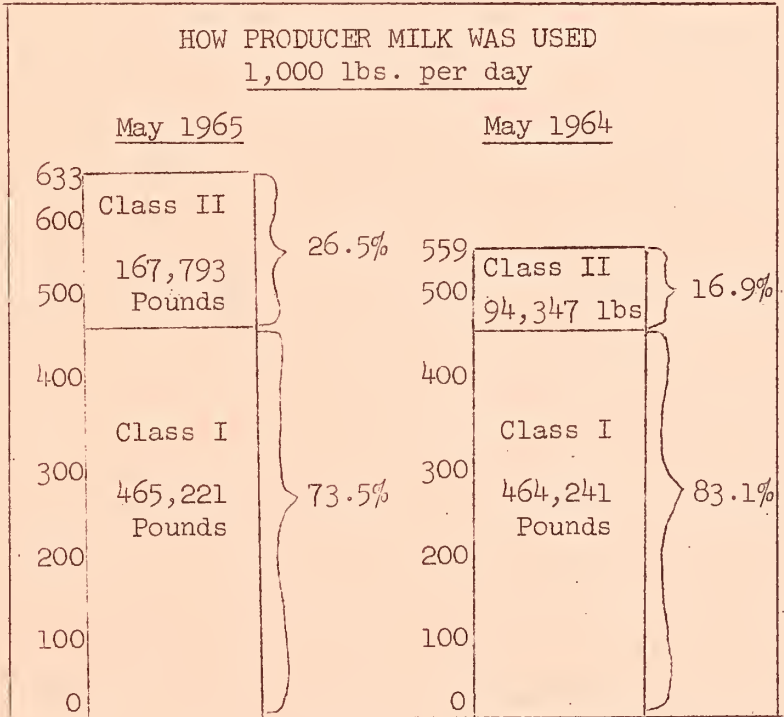 HOW PRODUCER MILK WAS USED
1,000 lbs. per day
May 1965
May 1964
633
600
500
400
300
200
100
0
Class II
167,793
Pounds
26.5%
Class I
465,221
Pounds
73.5%
559
500
400
300
200
100
0
Class II
94,347 lbs
16.9%
Class I
464,241
Pounds
83.1%